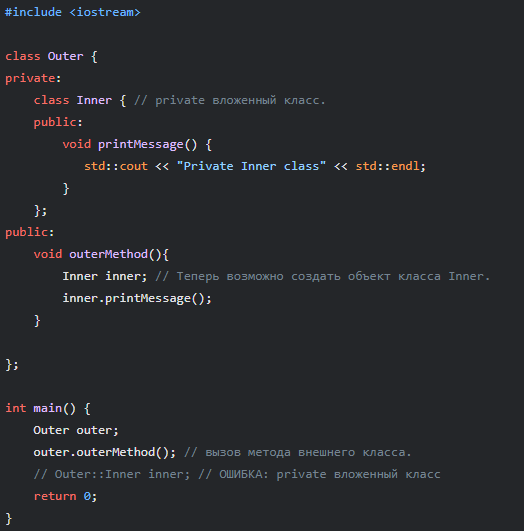 #include <iostream>
class Outer {
private:
    class Inner { // private вложенный класс.
    public:
        void printMessage() {
           std::cout << "Private Inner class" << std::endl;
        }
    };
public:
    void outerMethod(){
        Inner inner; // Теперь возможно создать объект класса Inner.
        inner.printMessage();
    }
};
int main() {
    Outer outer;
    outer.outerMethod(); // вызов метода внешнего класса.
    // Outer::Inner inner; // ОШИБКА: private вложенный класс
    return 0;
}